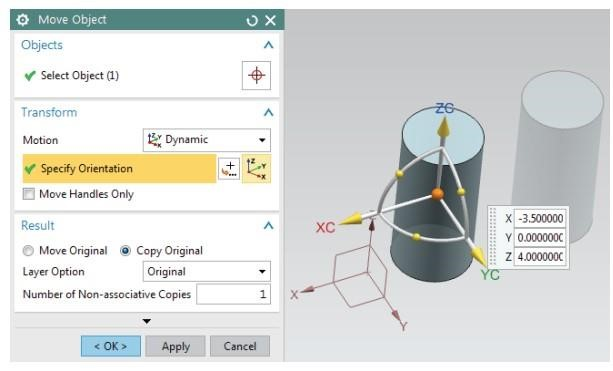 Move Object
Objects
Select Object (1)
Transform
Motion Dynamic
Specify Orientation
Move Handles Only
Result
Move Original Copy Original
Layer Option Original
Number of Non-associative Copies 1
< OK > Apply Cancel
ZC
XC
YC
X -3.500000
Y 0.000000C
Z 4.000000C
X
Y